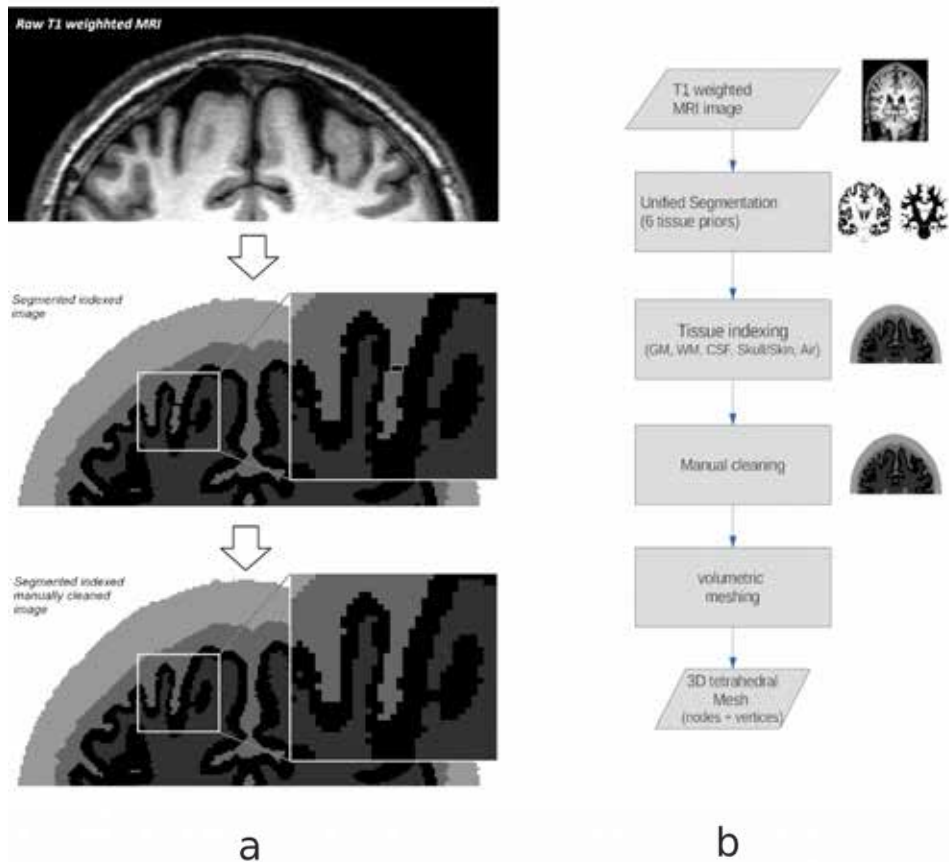 Raw T1 weighhted MRI
Segmented indexed
image
Segmented indexed
manually cleaned
image
a
T1 weighted
MRI image
Unified Segmentation
(6 tissue priors)
Tissue indexing
(GM, WM, CSF, Skull/Skin, Air)
Manual cleaning
volumetric
meshing
3D tetrahedral
Mesh
(nodes + vertices)
b